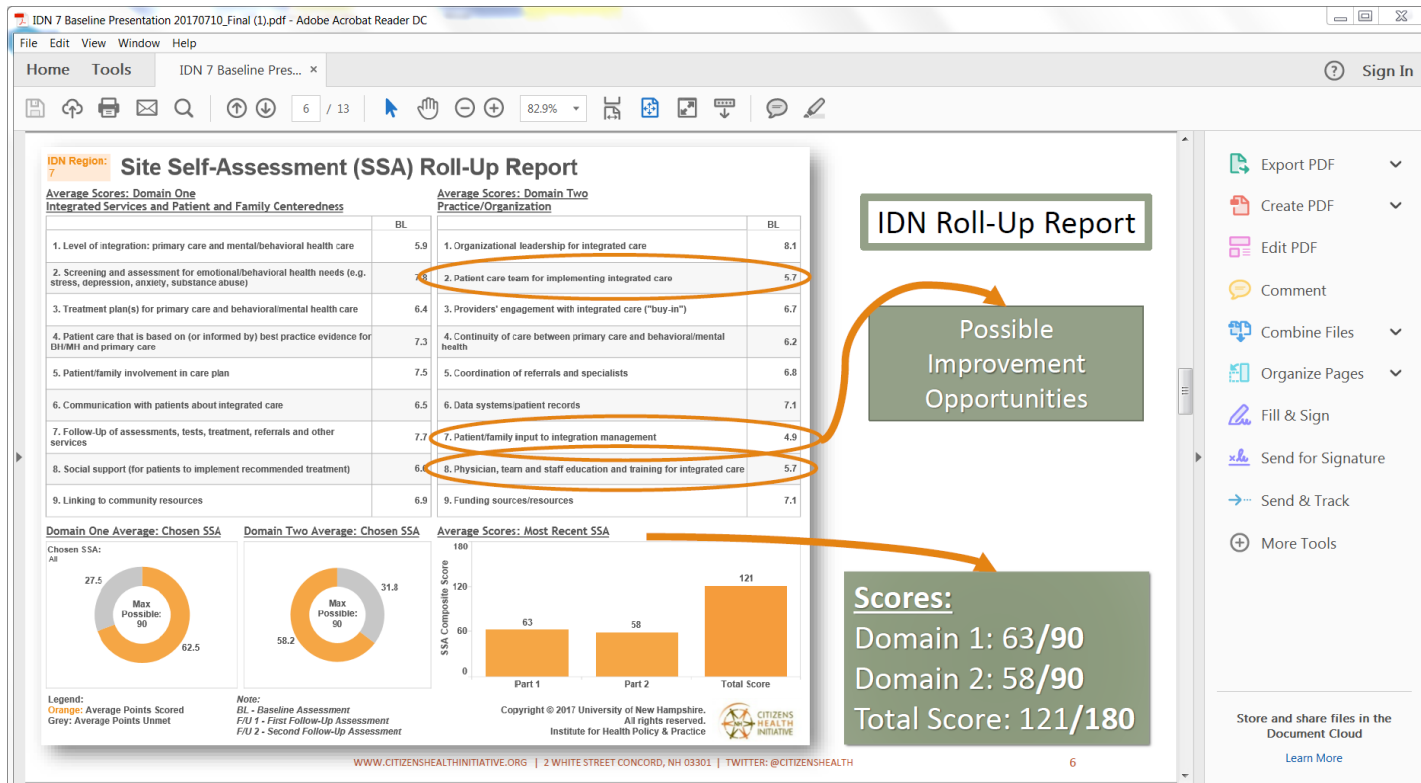 IDN 7 Baseline Presentation 20170710_Final (1).pdf - Adobe Acrobat Reader DC
File Edit View Window Help
Home Tools IDN 7 Baseline Pres... ×
? Sign In
6 / 13 82.9%
IDN Region:
7
Site Self-Assessment (SSA) Roll-Up Report
Average Scores: Domain One
Integrated Services and Patient and Family Centeredness
BL
1. Level of integration: primary care and mental/behavioral health care 5.9
2. Screening and assessment for emotional/behavioral health needs (e.g.
stress, depression, anxiety, substance abuse) 7.8
3. Treatment plan(s) for primary care and behavioral/mental health care 6.4
4. Patient care that is based on (or informed by) best practice evidence for
BH/MH and primary care 7.3
5. Patient/family involvement in care plan 7.5
6. Communication with patients about integrated care 6.5
7. Follow-Up of assessments, tests, treatment, referrals and other
services 7.7
8. Social support (for patients to implement recommended treatment)
9. Linking to community resources 6.9
Average Scores: Domain Two
Practice/Organization
BL
1. Organizational leadership for integrated care 8.1
2. Patient care team for implementing integrated care 5.7
3. Providers' engagement with integrated care ("buy-in") 6.7
4. Continuity of care between primary care and behavioral/mental
health 6.2
5. Coordination of referrals and specialists 6.8
6. Data systems/patient records 7.1
7. Patient/family input to integration management 4.9
8. Physician, team and staff education and training for integrated care 5.7
9. Funding sources/resources 7.1
Domain One Average: Chosen SSA
Chosen SSA:
All
27.5
Max
Possible:
90
62.5
Domain Two Average: Chosen SSA
31.8
Max
Possible:
90
58.2
Average Scores: Most Recent SSA
SSA Composite Score
180
120
60
0
63
58
121
Part 1 Part 2 Total Score
Legend:
Orange: Average Points Scored
Grey: Average Points Unmet
Note:
BL - Baseline Assessment
F/U 1 - First Follow-Up Assessment
F/U 2 - Second Follow-Up Assessment
Copyright © 2017 University of New Hampshire.
All rights reserved.
Institute for Health Policy & Practice
CITIZENS
HEALTH
INITIATIVE
IDN Roll-Up Report
Possible
Improvement
Opportunities
Scores:
Domain 1: 63/90
Domain 2: 58/90
Total Score: 121/180
WWW.CITIZENSHEALTHINITIATIVE.ORG | 2 WHITE STREET CONCORD, NH 03301 | TWITTER: @CITIZENSHEALTH 6
Export PDF
Create PDF
Edit PDF
Comment
Combine Files
Organize Pages
Fill & Sign
Send for Signature
Send & Track
More Tools
Store and share files in the
Document Cloud
Learn More